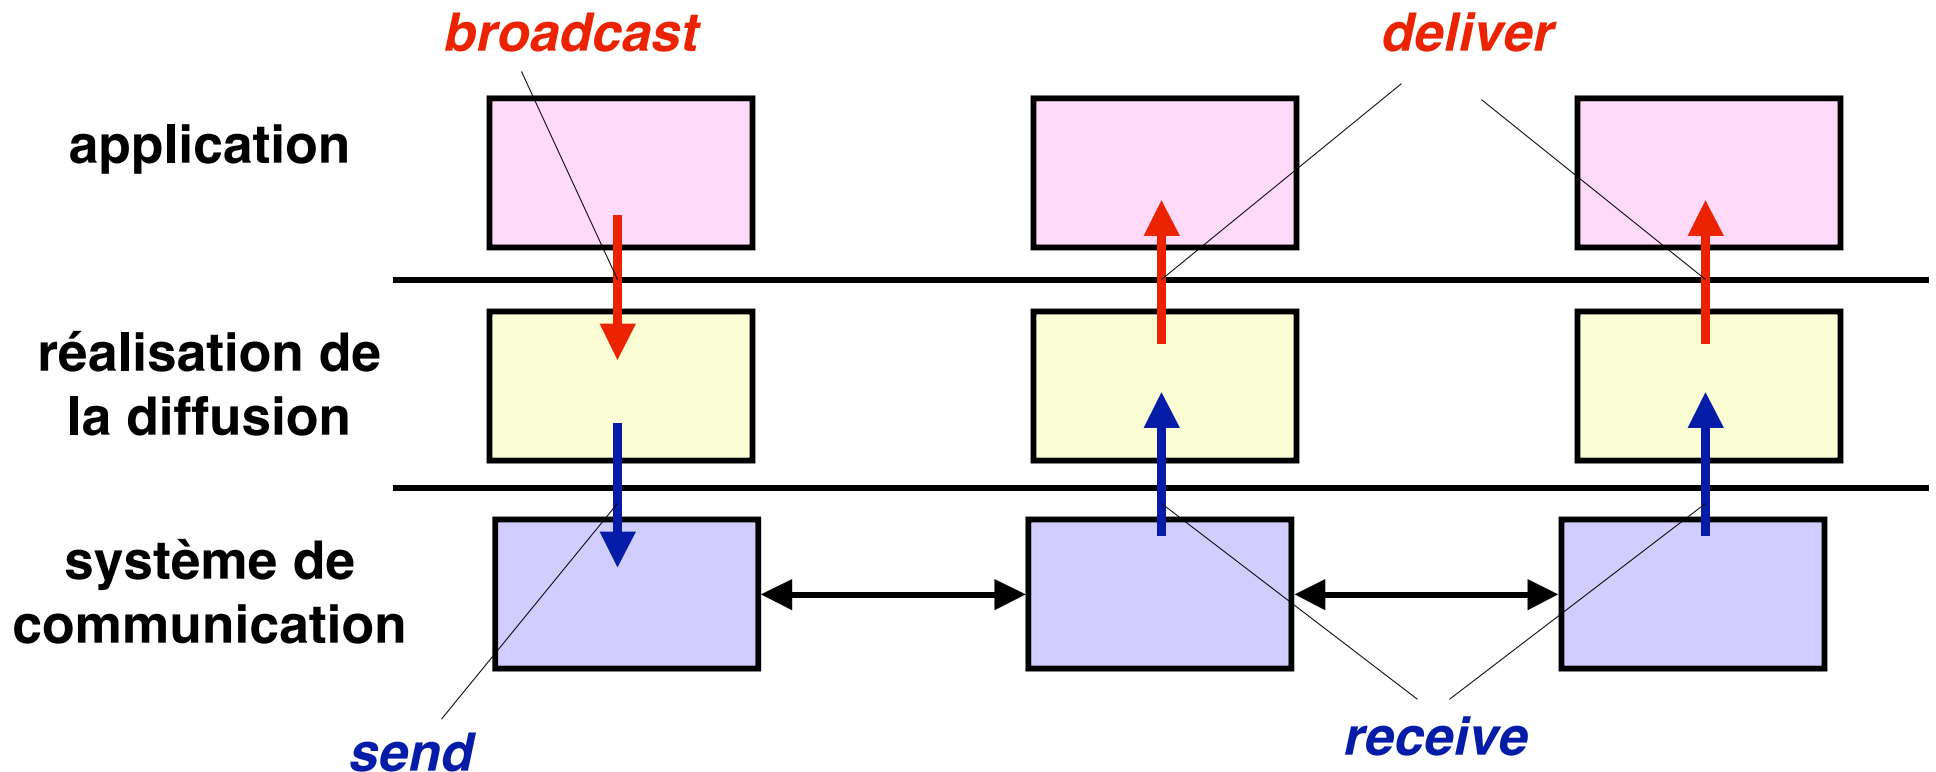 broadcast
deliver
application
réalisation de
la diffusion
système de
communication
send
receive